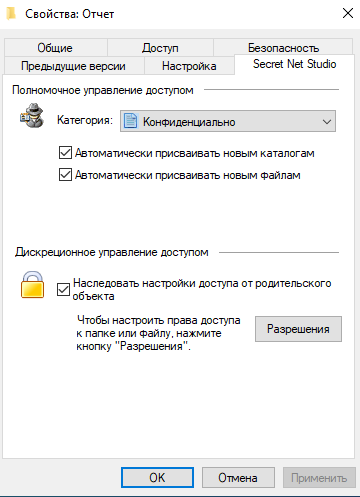 Свойства: Отчет
Общие Доступ Безопасность
Предыдущие версии Настройка Secret Net Studio
Полномочное управление доступом
Категория: Конфиденциально
Автоматически присваивать новым каталогам
Автоматически присваивать новым файлам
Дискреционное управление доступом
Наследовать настройки доступа от родительского
объекта
Чтобы настроить права доступа
к папке или файлу, нажмите
кнопку "Разрешения".
Разрешения
OK Отмена Применить